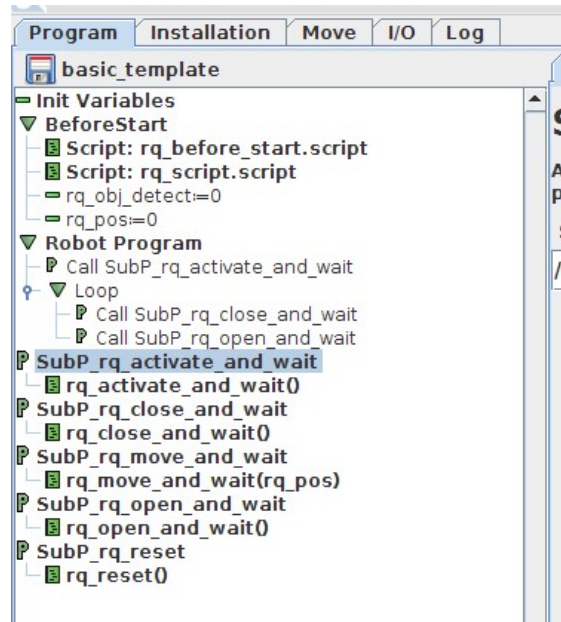 Program Installation Move I/O Log
basic_template
Init Variables
BeforeStart
Script: rq_before_start.script
Script: rq_script.script
rq_obj_detect:=0
rq_pos:=0
Robot Program
Call SubP_rq_activate_and_wait
Loop
Call SubP_rq_close_and_wait
Call SubP_rq_open_and_wait
SubP_rq_activate_and_wait
rq_activate_and_wait()
SubP_rq_close_and_wait
rq_close_and_wait()
SubP_rq_move_and_wait
rq_move_and_wait(rq_pos)
SubP_rq_open_and_wait
rq_open_and_wait()
SubP_rq_reset
rq_reset()